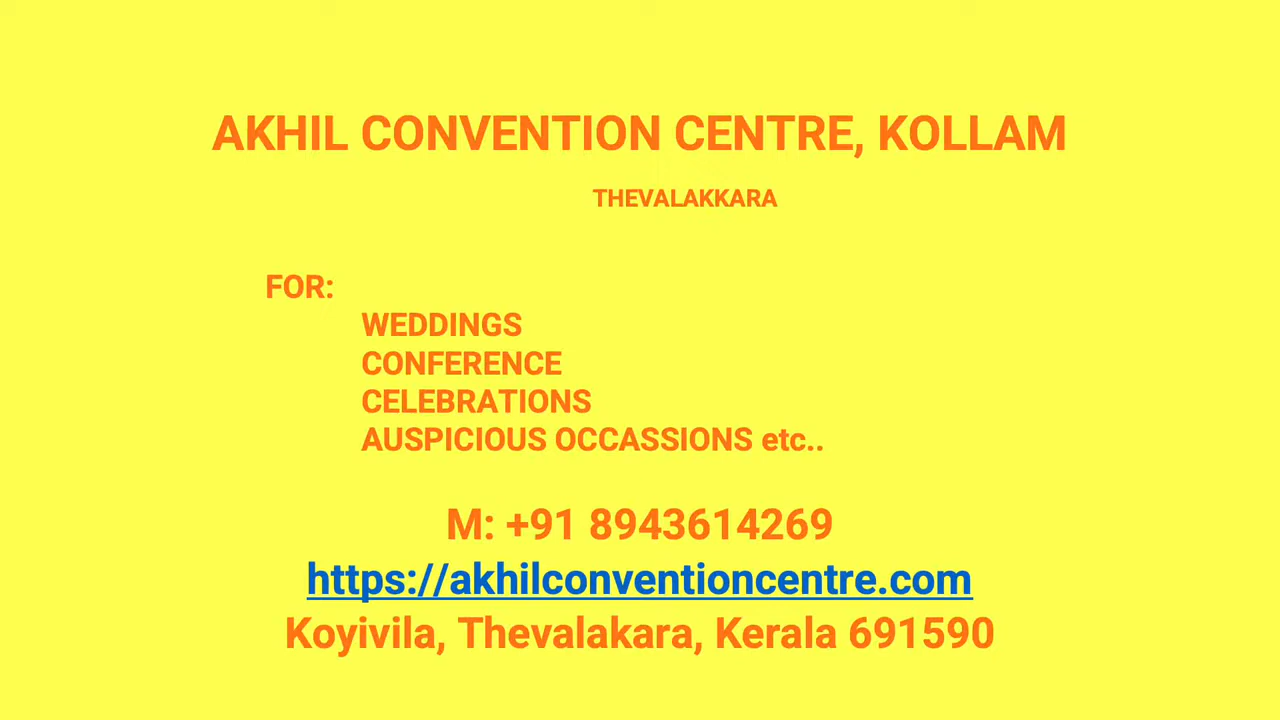 AKHIL CONVENTION CENTRE, KOLLAM
THEVALAKKARA
FOR:
WEDDINGS
CONFERENCE
CELEBRATIONS
AUSPICIOUS OCCASSIONS etc..
M: +91 8943614269
https://akhilconventioncentre.com
Koyivila, Thevalakara, Kerala 691590